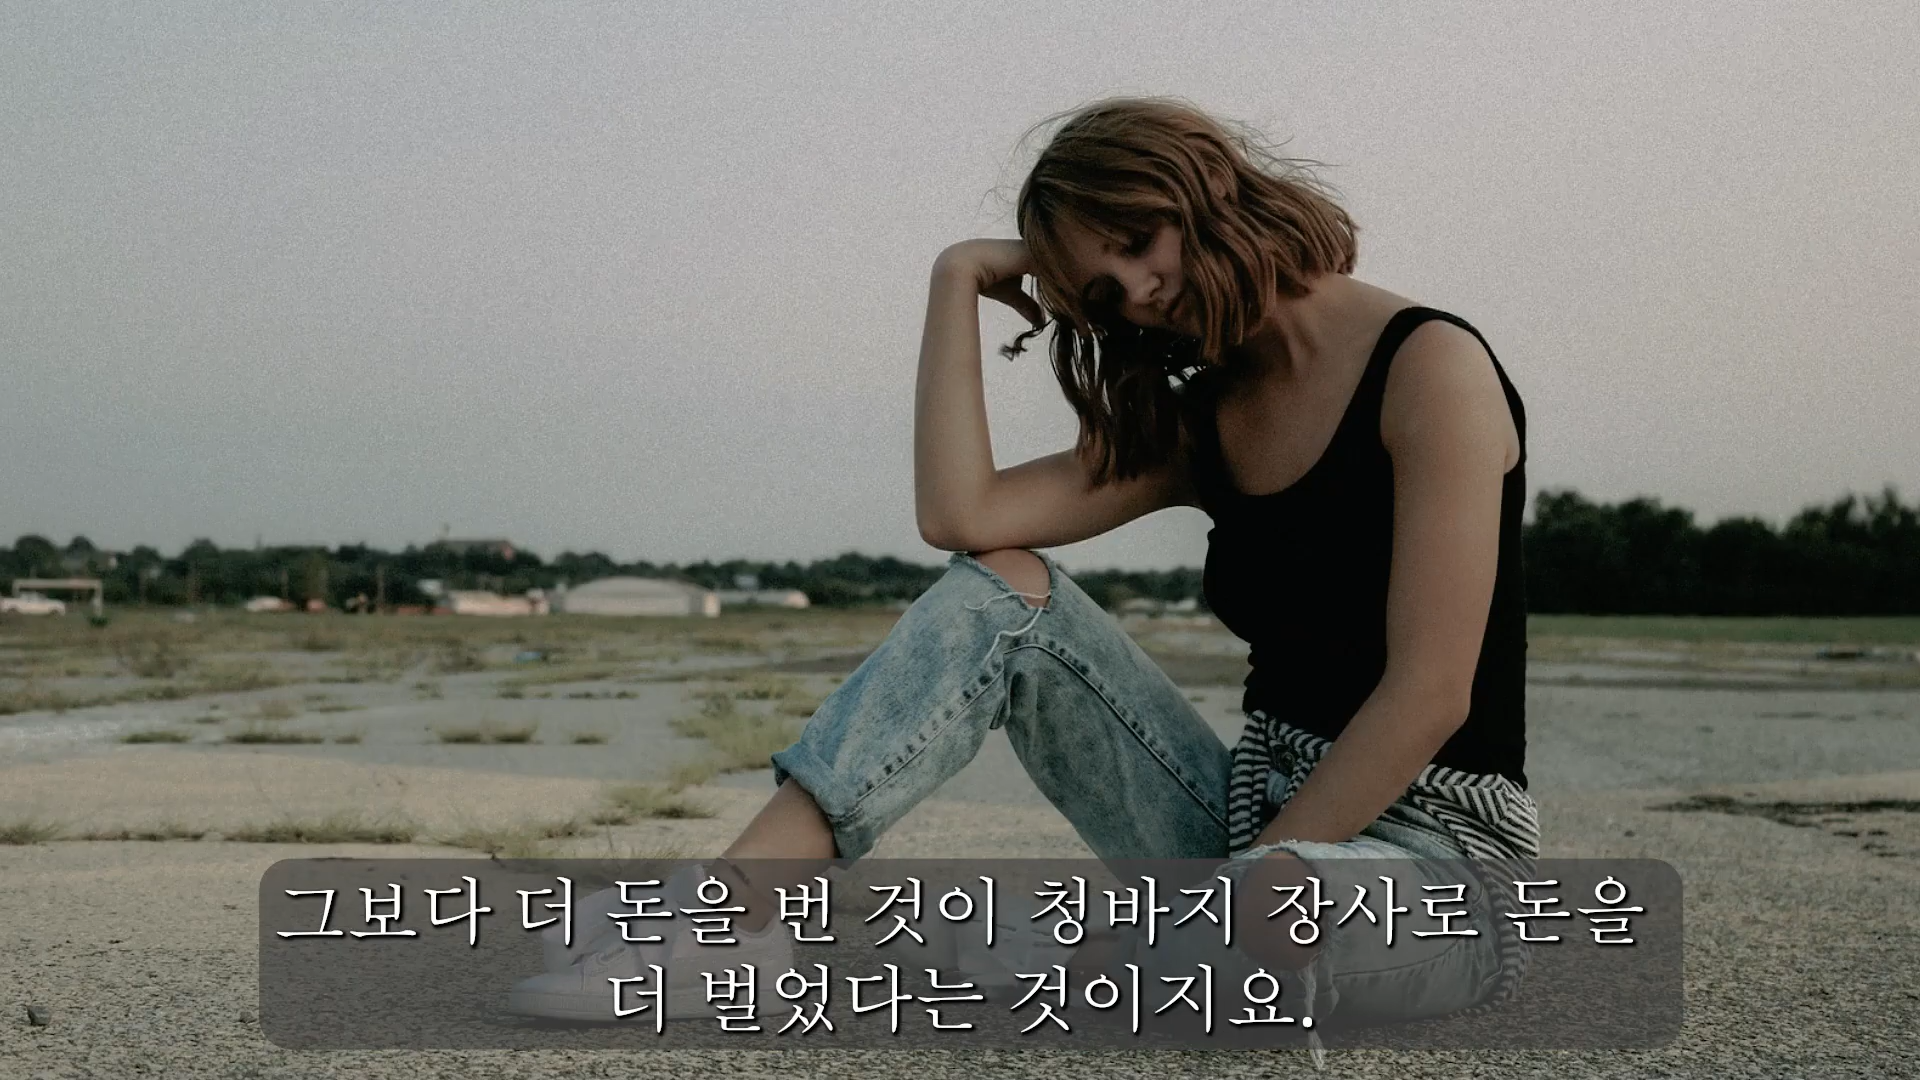 그보다 더 돈을 번 것이 청바지 장사로 돈을
더 벌었다는 것이지요.